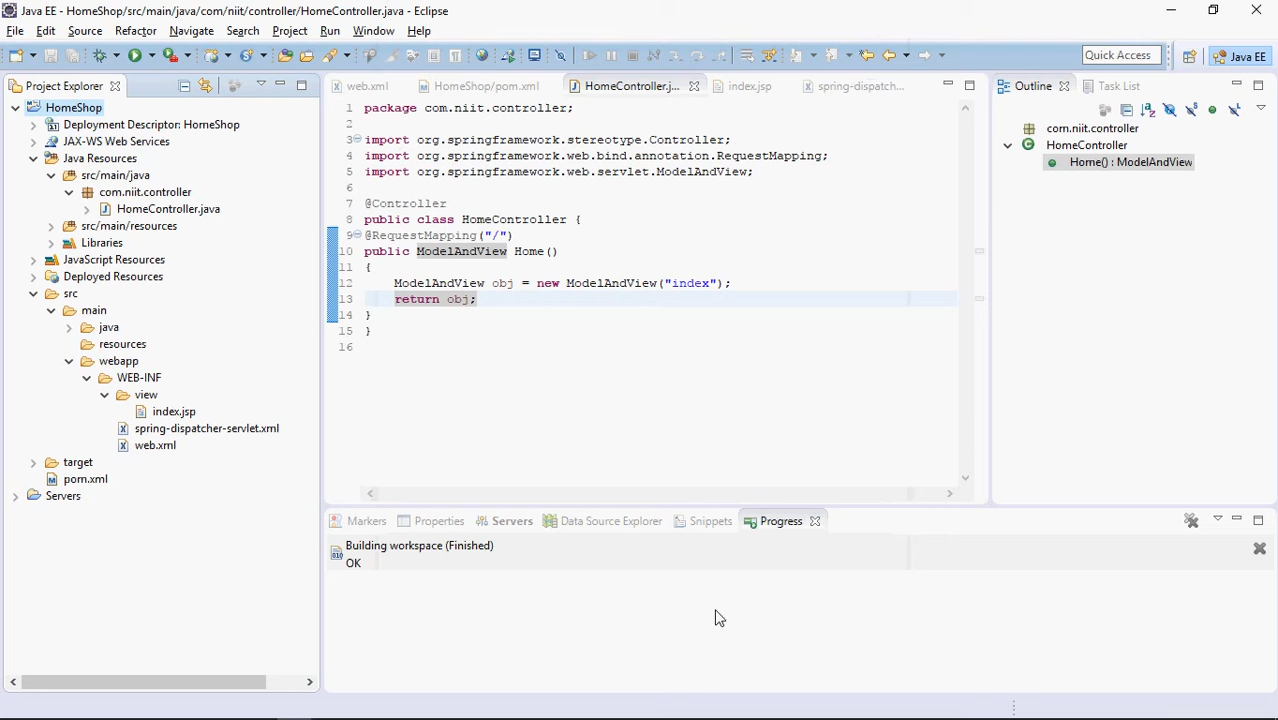 Java EE - HomeShop/src/main/java/com/niit/controller/HomeController.java - Eclipse
File Edit Source Refactor Navigate Search Project Run Window Help
Quick Access
Java EE
Project Explorer
HomeShop
Deployment Descriptor: HomeShop
JAX-WS Web Services
Java Resources
src/main/java
com.niit.controller
HomeController.java
src/main/resources
Libraries
JavaScript Resources
Deployed Resources
src
main
java
resources
webapp
WEB-INF
view
index.jsp
spring-dispatcher-servlet.xml
web.xml
target
pom.xml
Servers
web.xml HomeShop/pom.xml HomeController.j... index.jsp spring-dispatch...
1 package com.niit.controller;
2
3 import org.springframework.stereotype.Controller;
4 import org.springframework.web.bind.annotation.RequestMapping;
5 import org.springframework.web.servlet.ModelAndView;
6
7 @Controller
8 public class HomeController {
9 @RequestMapping("/")
10 public ModelAndView Home()
11 {
12 ModelAndView obj = new ModelAndView("index");
13 return obj;
14 }
15 }
16
Outline Task List
com.niit.controller
HomeController
Home() : ModelAndView
Markers Properties Servers Data Source Explorer Snippets Progress
Building workspace (Finished)
OK